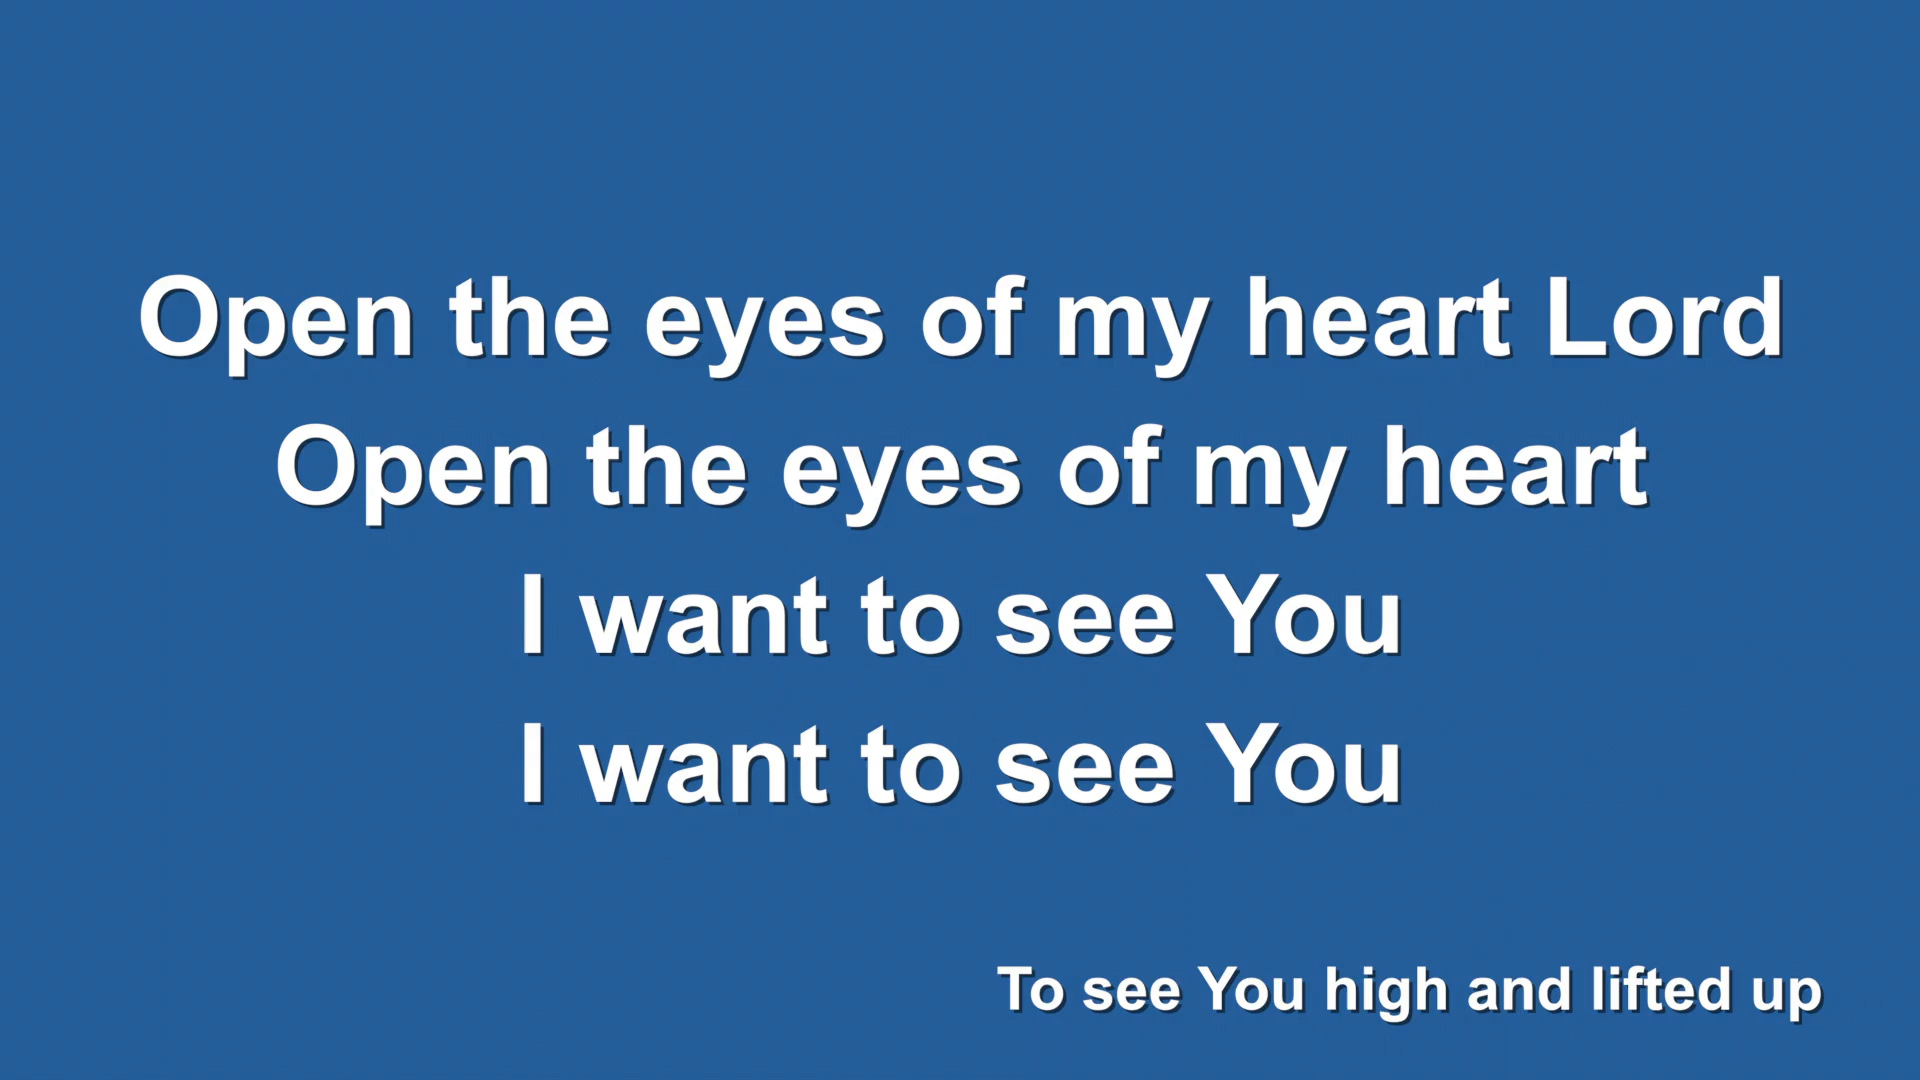 Open the eyes of my heart Lord
Open the eyes of my heart
I want to see You
I want to see You
To see You high and lifted up